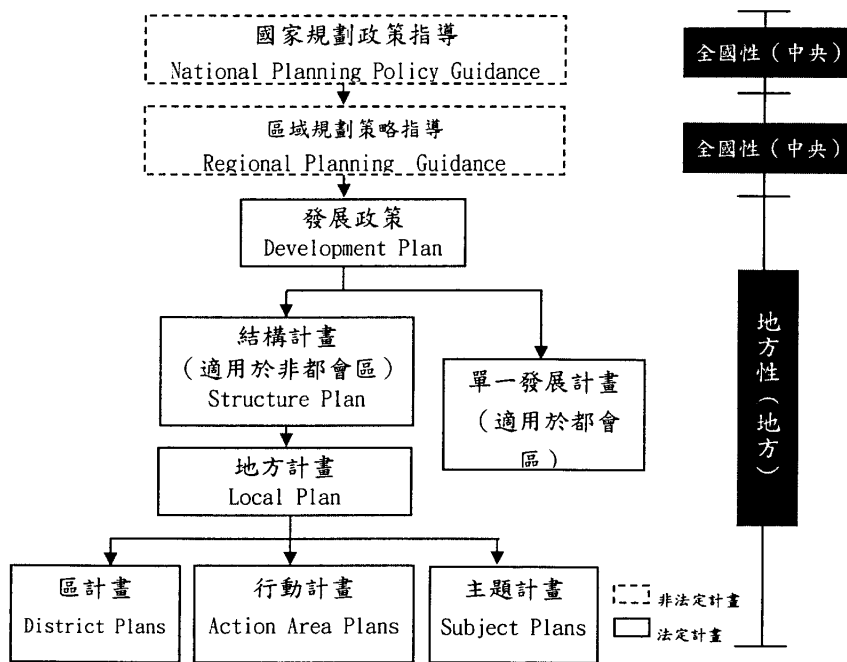 國家規劃政策指導
National Planning Policy Guidance
全國性（中央）
區域規劃策略指導
Regional Planning Guidance
全國性（中央）
發展政策
Development Plan
結構計畫
（適用於非都會區）
Structure Plan
單一發展計畫
（適用於都會
區）
地方性（地方）
地方計畫
Local Plan
區計畫
District Plans
行動計畫
Action Area Plans
主題計畫
Subject Plans
非法定計畫
法定計畫